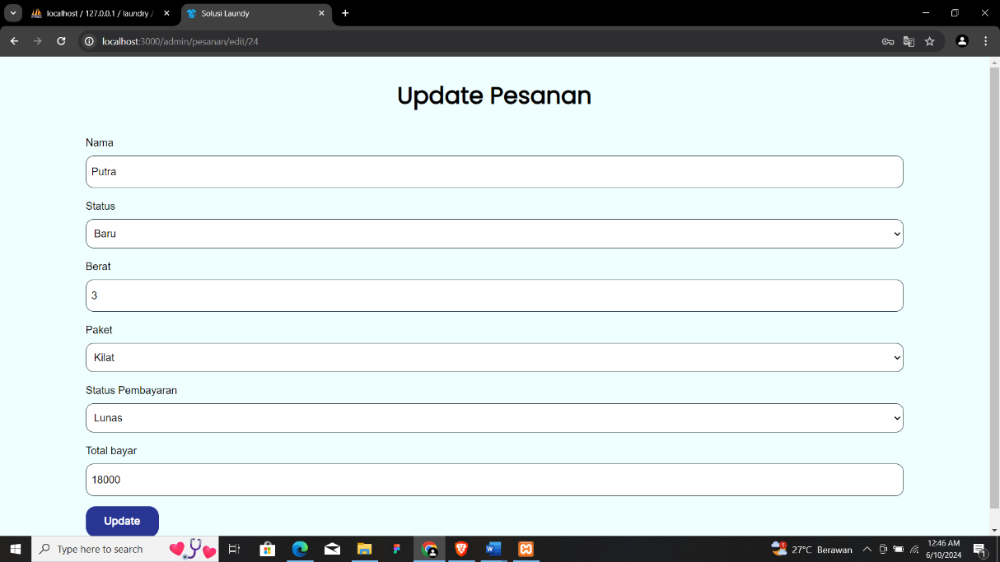 localhost / 127.0.0.1 / laundry /
Solusi Laundy
localhost:3000/admin/pesanan/edit/24
Update Pesanan
Nama
Putra
Status
Baru
Berat
3
Paket
Kilat
Status Pembayaran
Lunas
Total bayar
18000
Update
Type here to search
27°C Berawan
12:46 AM
6/10/2024
1